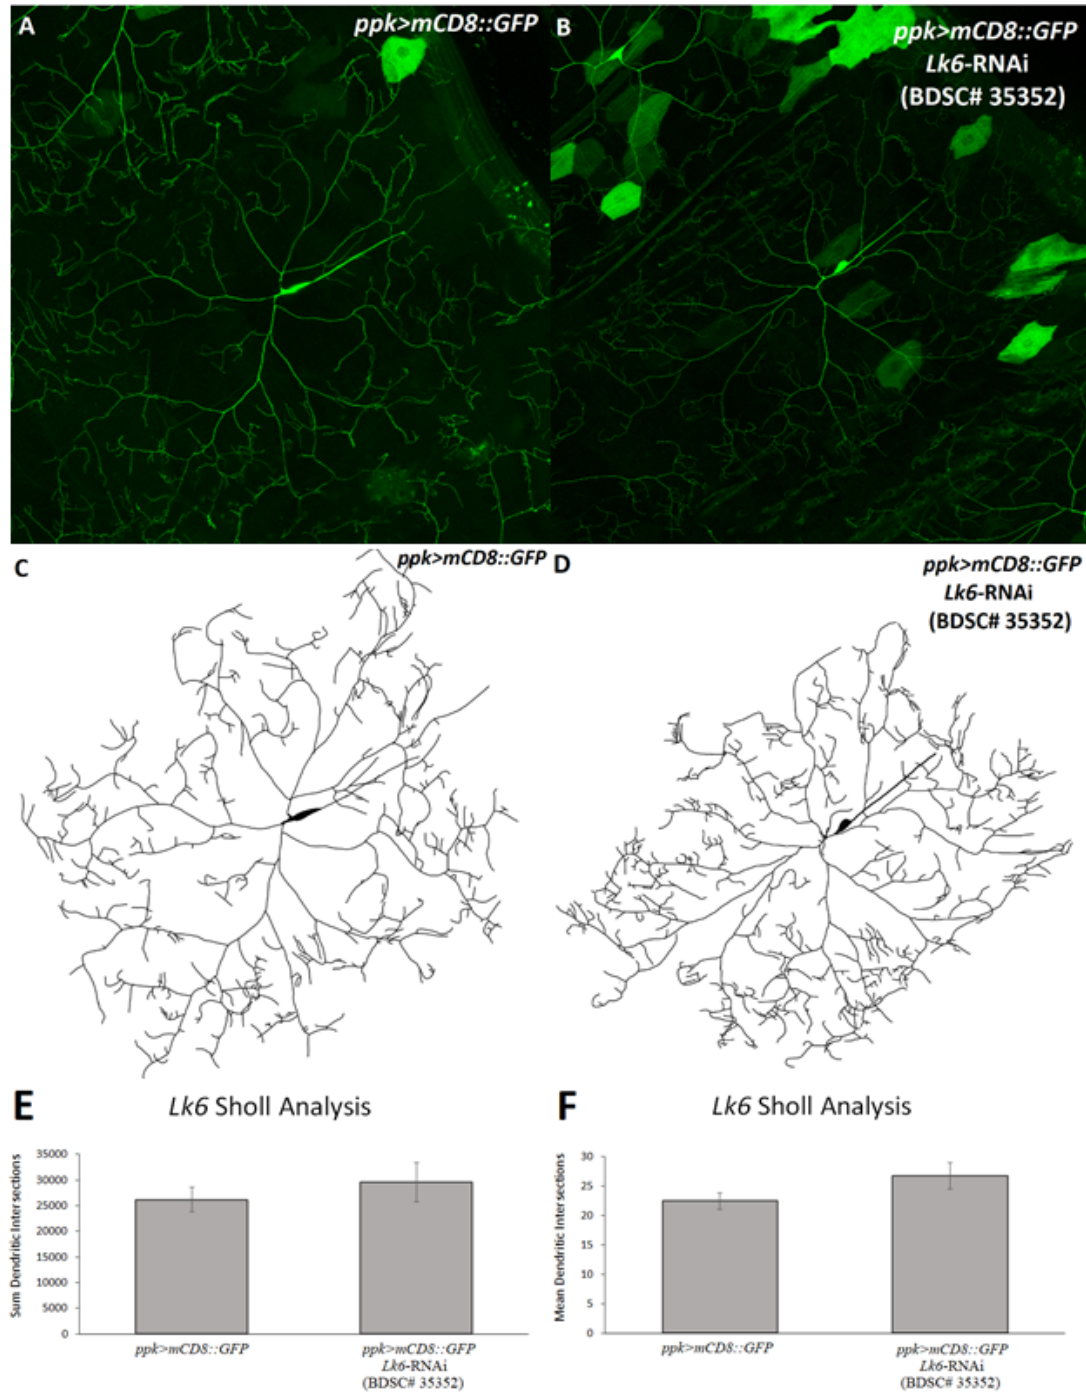 A
ppk>mCD8::GFP
B
ppk>mCD8::GFP
Lk6-RNAi
(BDSC# 35352)
C
ppk>mCD8::GFP
D
ppk>mCD8::GFP
Lk6-RNAi
(BDSC# 35352)
E
Lk6 Sholl Analysis
Sum Dendritic Intersections
35000
30000
25000
20000
15000
10000
5000
0
ppk>mCD8::GFP
ppk>mCD8::GFP
Lk6-RNAi
(BDSC# 35352)
F
Lk6 Sholl Analysis
Mean Dendritic Intersections
30
25
20
15
10
5
0
ppk>mCD8::GFP
ppk>mCD8::GFP
Lk6-RNAi
(BDSC# 35352)